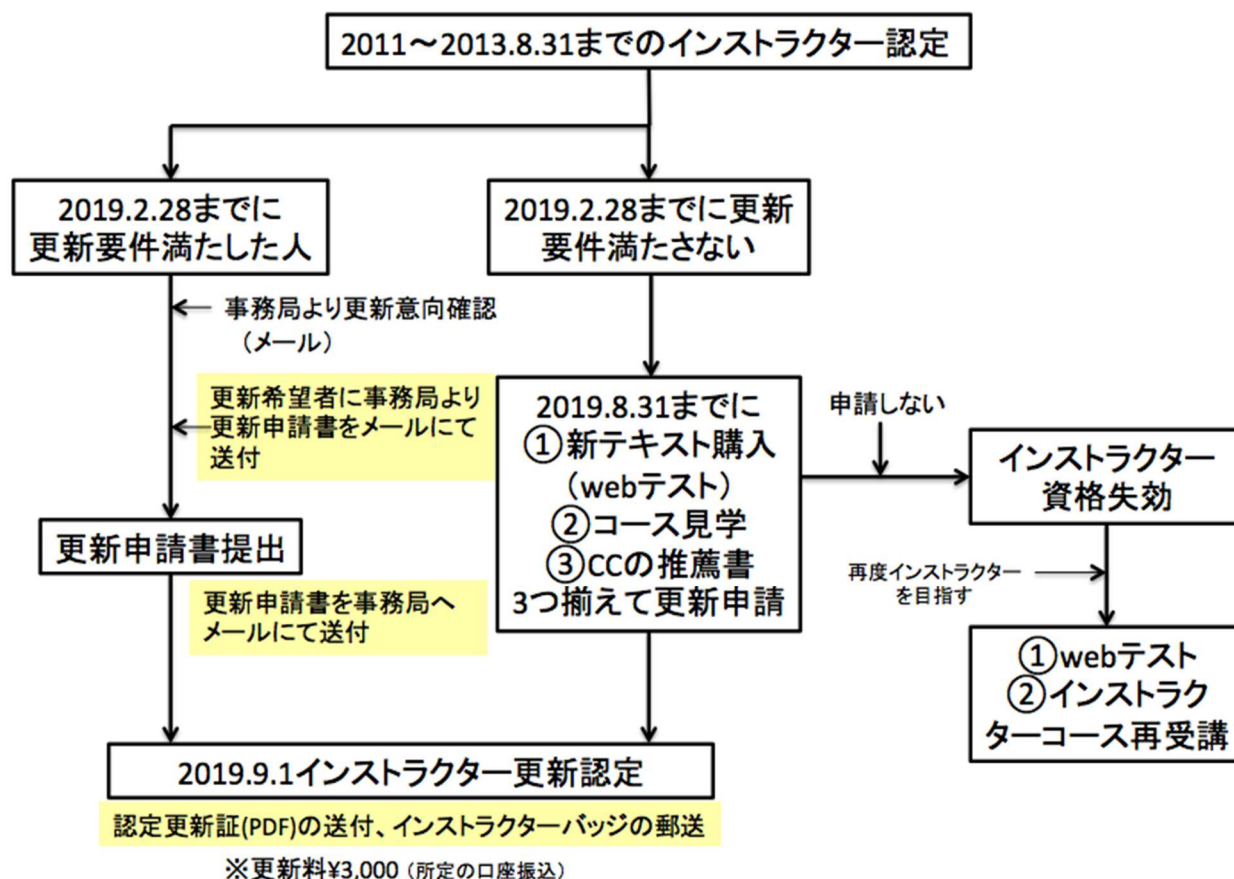 2011～2013.8.31までのインストラクター認定
2019.2.28までに
更新要件満たした人
2019.2.28までに更新
要件満たさない
事務局より更新意向確認
（メール）
更新希望者に事務局より
更新申請書をメールにて
送付
更新申請書提出
更新申請書を事務局へ
メールにて送付
2019.8.31までに
①新テキスト購入
（webテスト）
②コース見学
③CCの推薦書
3つ揃えて更新申請
申請しない
インストラクター
資格失効
再度インストラクター
を目指す
①webテスト
②インストラク
ターコース再受講
2019.9.1インストラクター更新認定
認定更新証(PDF)の送付、インストラクターバッジの郵送
※更新料¥3,000（所定の口座振込）